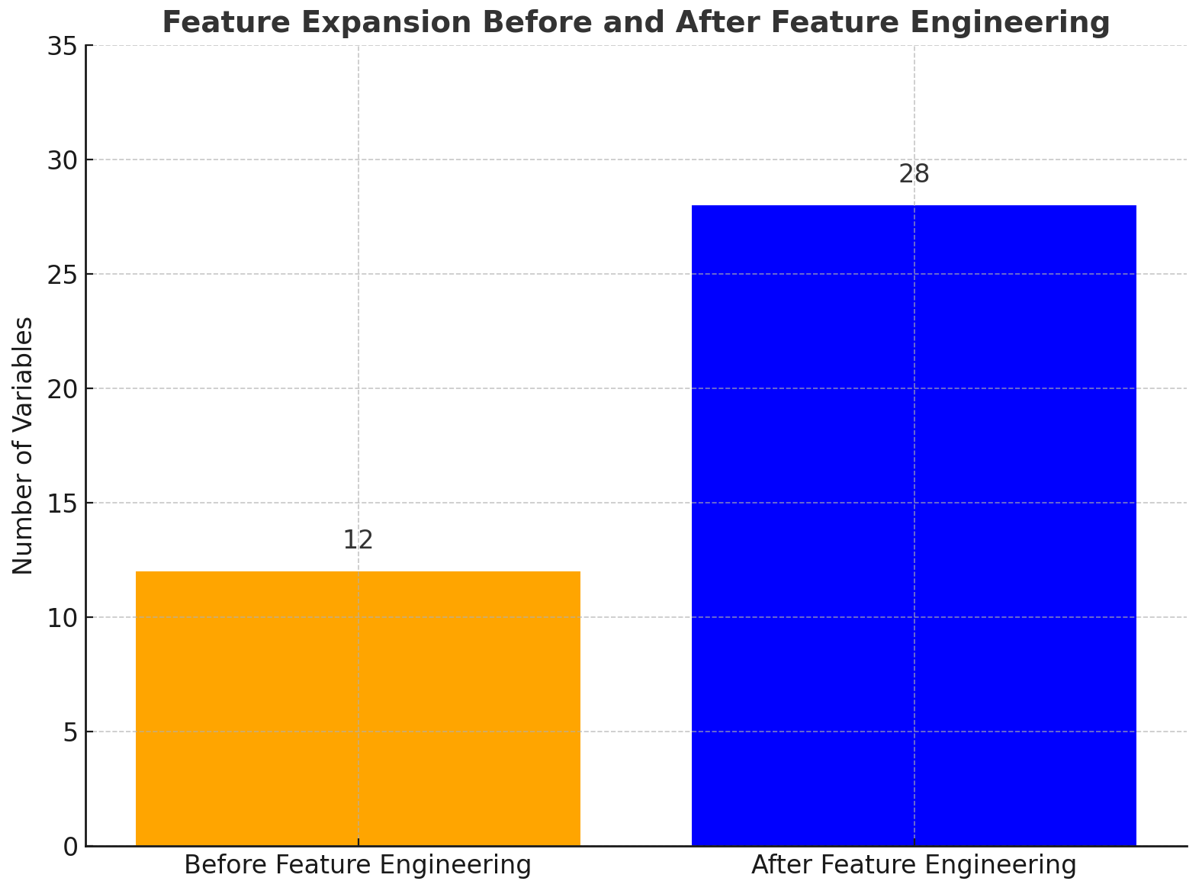 Feature Expansion Before and After Feature Engineering
35
30
25
20
15
10
5
0
Number of Variables
12
28
Before Feature Engineering
After Feature Engineering